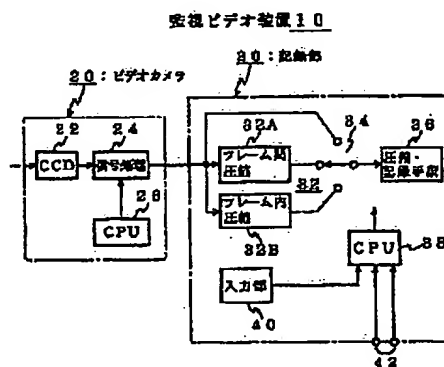 監視ビデオ装置10
30:記録部
20:ビデオカメラ
22
24
32A
34
36
CCD
信号処理
フレーム間
圧縮
圧縮・
記録手段
32
26
フレーム内
圧縮
CPU
32B
CPU
38
入力部
40
42